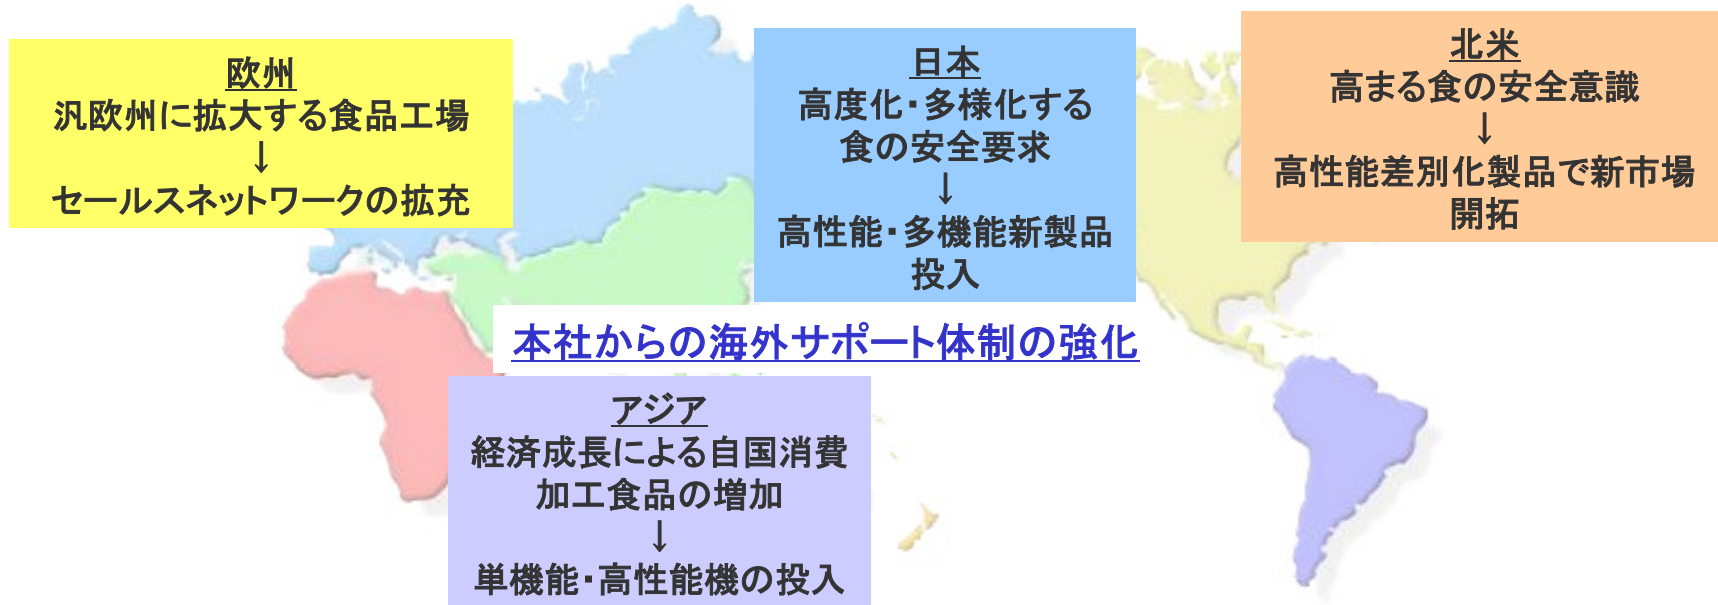 欧州
汎欧州に拡大する食品工場
↓
セールスネットワークの拡充
日本
高度化・多様化する
食の安全要求
↓
高性能・多機能新製品
投入
北米
高まる食の安全意識
↓
高性能差別化製品で新市場
開拓
本社からの海外サポート体制の強化
アジア
経済成長による自国消費
加工食品の増加
↓
単機能・高性能機の投入